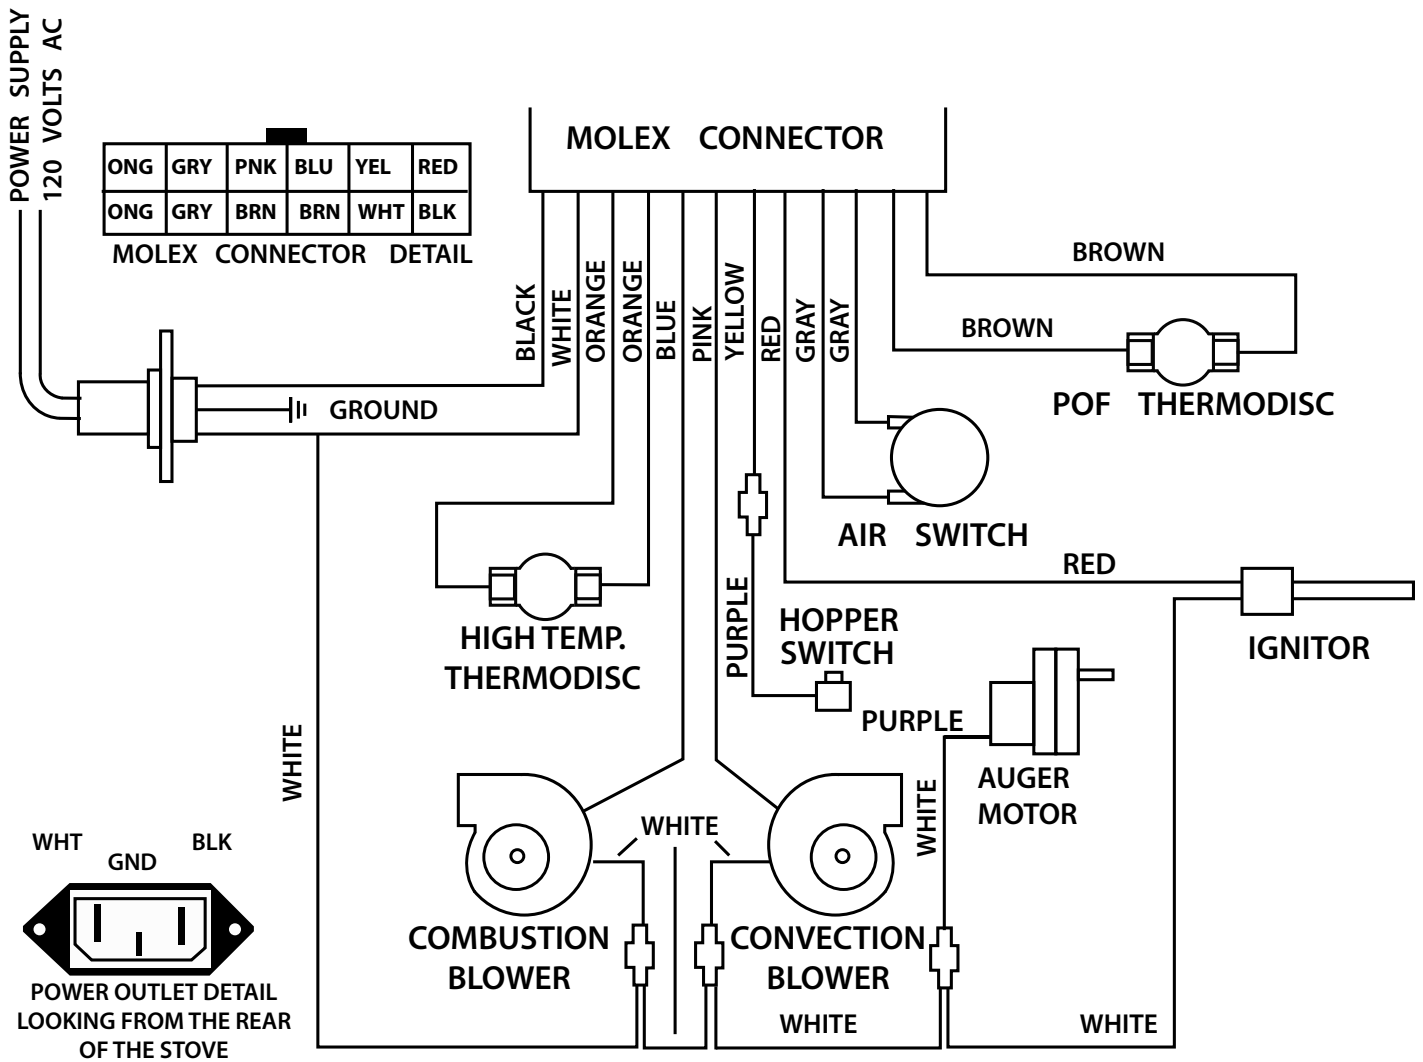 POWER SUPPLY
120 VOLTS AC
MOLEX CONNECTOR
ONG GRY PNK BLU YEL RED
ONG GRY BRN BRN WHT BLK
MOLEX CONNECTOR DETAIL
BLACK
WHITE
ORANGE
ORANGE
BLUE
PINK
YELLOW
RED
GRAY
GRAY
BROWN
BROWN
POF THERMODISC
GROUND
AIR SWITCH
RED
IGNITOR
HIGH TEMP.
THERMODISC
PURPLE
HOPPER
SWITCH
PURPLE
AUGER
MOTOR
WHITE
WHITE
WHITE
COMBUSTION
BLOWER
CONVECTION
BLOWER
WHITE
WHITE
WHT
GND
BLK
POWER OUTLET DETAIL
LOOKING FROM THE REAR
OF THE STOVE